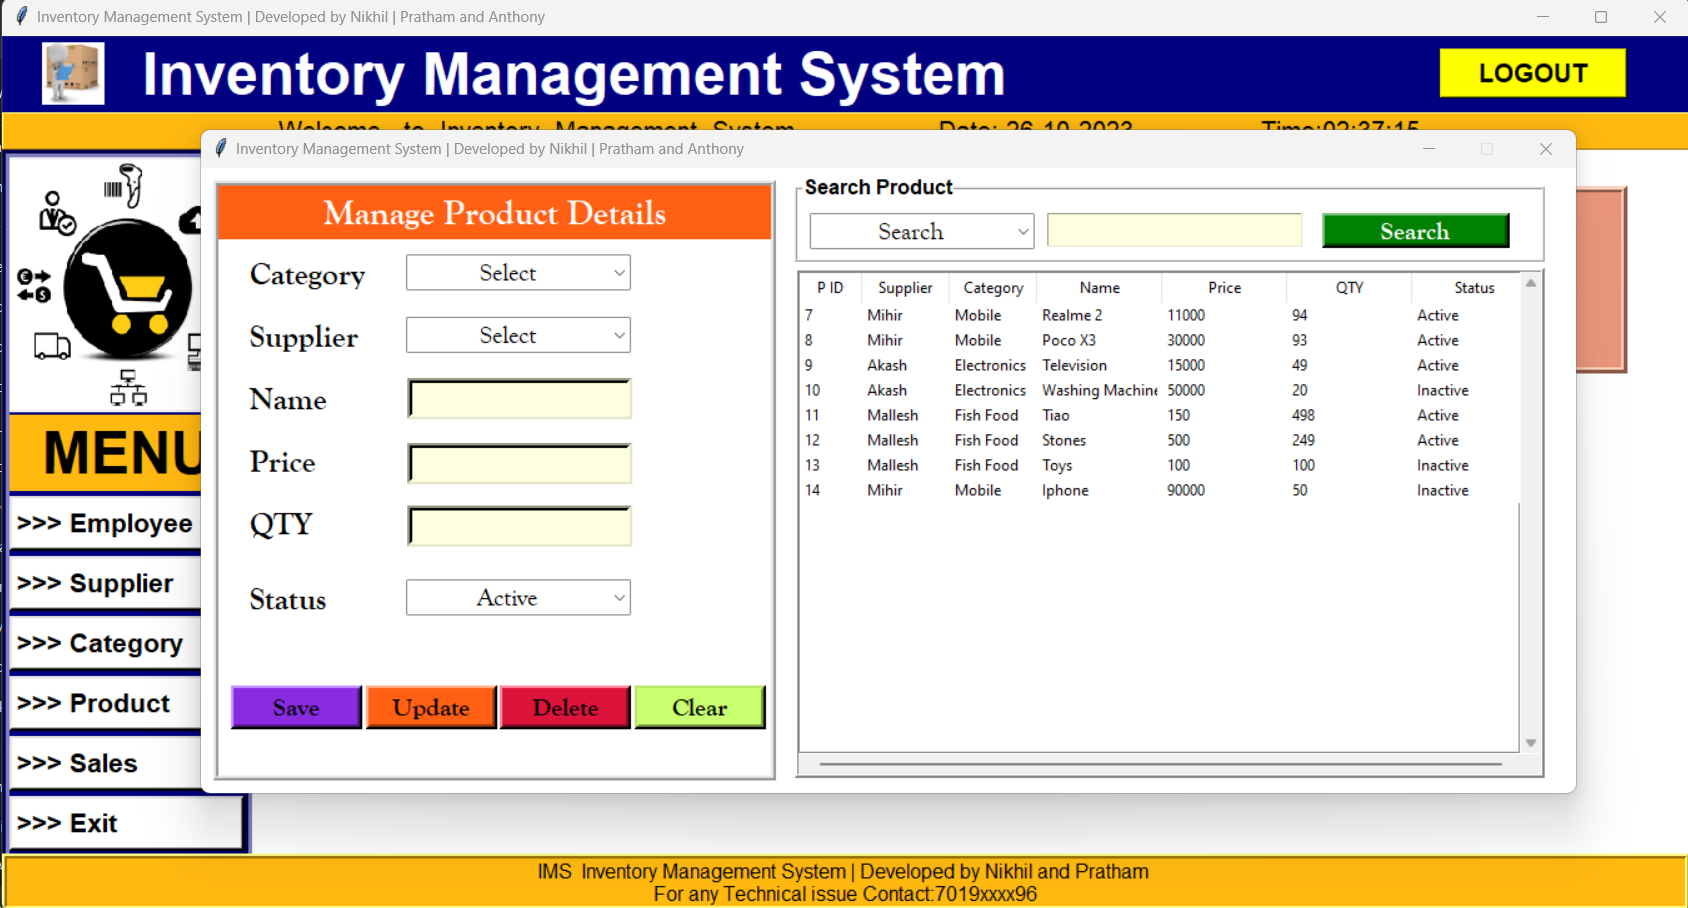 Inventory Management System | Developed by Nikhil | Pratham and Anthony
Inventory Management System
LOGOUT
Welcome to Inventory Management System Date: 26-10-2023 Time:02:37:15
Inventory Management System | Developed by Nikhil | Pratham and Anthony
Manage Product Details
Category Select
Supplier Select
Name
Price
QTY
Status Active
Save Update Delete Clear
Search Product
Search Search
P ID Supplier Category Name Price QTY Status
7 Mihir Mobile Realme 2 11000 94 Active
8 Mihir Mobile Poco X3 30000 93 Active
9 Akash Electronics Television 15000 49 Active
10 Akash Electronics Washing Machine 50000 20 Inactive
11 Mallesh Fish Food Tiao 150 498 Active
12 Mallesh Fish Food Stones 500 249 Active
13 Mallesh Fish Food Toys 100 100 Inactive
14 Mihir Mobile Iphone 90000 50 Inactive
MENU
>>> Employee
>>> Supplier
>>> Category
>>> Product
>>> Sales
>>> Exit
IMS Inventory Management System | Developed by Nikhil and Pratham
For any Technical issue Contact:7019xxxx96